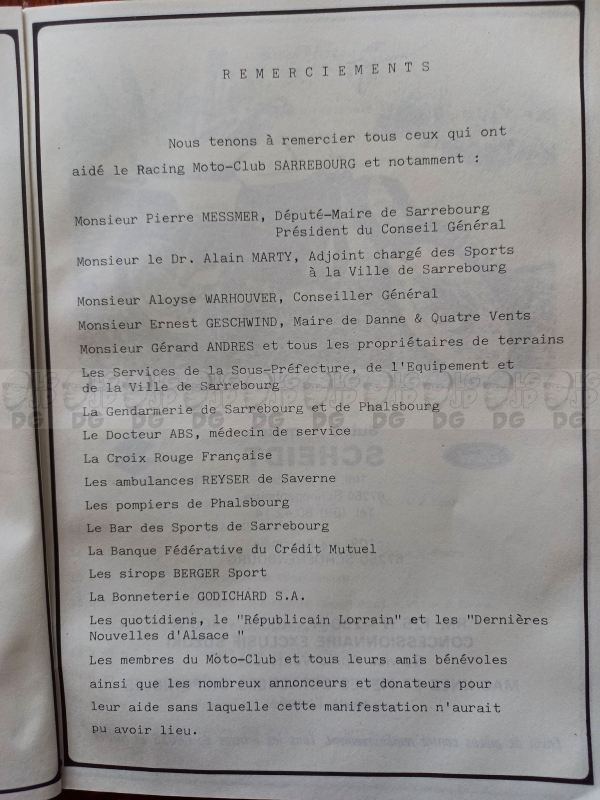 REMERCIEMENTS
Nous tenons à remercier tous ceux qui ont
aidé le Racing Moto-Club SARREBOURG et notamment :
Monsieur Pierre MESSMER, Député-Maire de Sarrebourg
Président du Conseil Général
Monsieur le Dr. Alain MARTY, Adjoint chargé des Sports
à la Ville de Sarrebourg
Monsieur Aloyse WARHOUVER, Conseiller Général
Monsieur Ernest GESCHWIND, Maire de Danne & Quatre Vents
Monsieur Gérard ANDRES et tous les propriétaires de terrains
Les Services de la Sous-Préfecture, de l'Equipement et
de la Ville de Sarrebourg
La Gendarmerie de Sarrebourg et de Phalsbourg
Le Docteur ABS, médecin de service
La Croix Rouge Française
Les ambulances REYSER de Saverne
Les pompiers de Phalsbourg
Le Bar des Sports de Sarrebourg
La Banque Fédérative du Crédit Mutuel
Les sirops BERGER Sport
La Bonneterie GODICHARD S.A.
Les quotidiens, le "Républicain Lorrain" et les "Dernières
Nouvelles d'Alsace "
Les membres du Moto-Club et tous leurs amis bénévoles
ainsi que les nombreux annonceurs et donateurs pour
leur aide sans laquelle cette manifestation n'aurait
pu avoir lieu.